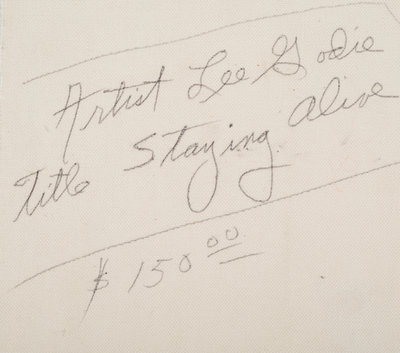 Artist Lee Godie
Title Staying Alive
$150.00